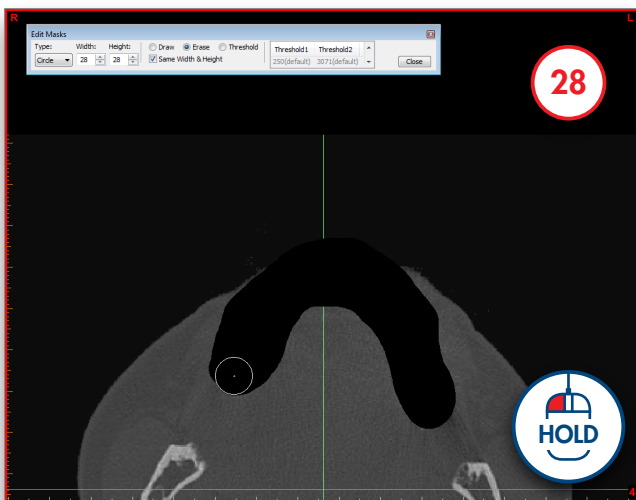 R
L
Edit Masks
Type: Width: Height:
Circle 28 28
Draw Erase Threshold
Same Width & Height
Threshold1 Threshold2
250(default) 3071(default)
Close
28
HOLD
4